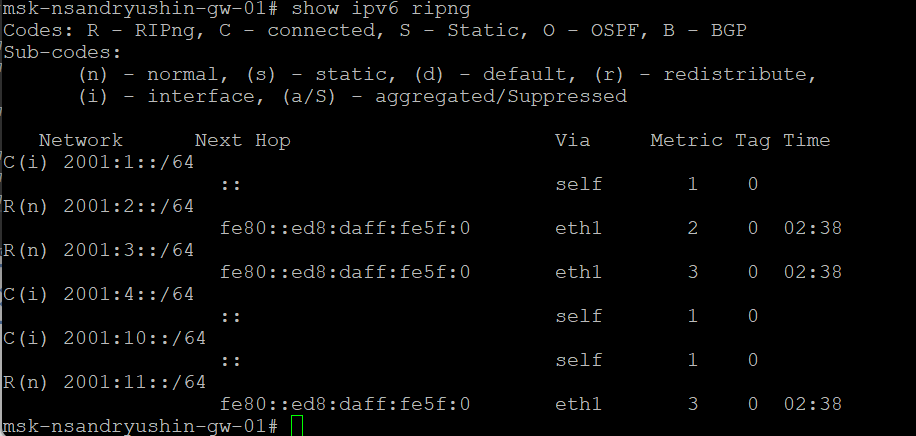 msk-nsandryushin-gw-01# show ipv6 ripng
Codes: R - RIPng, C - connected, S - Static, O - OSPF, B - BGP
Sub-codes:
      (n) - normal, (s) - static, (d) - default, (r) - redistribute,
      (i) - interface, (a/S) - aggregated/Suppressed

   Network      Next Hop                      Via     Metric Tag Time
C(i) 2001:1::/64
                  ::                          self       1    0
R(n) 2001:2::/64
                  fe80::ed8:daff:fe5f:0       eth1       2    0  02:38
R(n) 2001:3::/64
                  fe80::ed8:daff:fe5f:0       eth1       3    0  02:38
C(i) 2001:4::/64
                  ::                          self       1    0
C(i) 2001:10::/64
                  ::                          self       1    0
R(n) 2001:11::/64
                  fe80::ed8:daff:fe5f:0       eth1       3    0  02:38
msk-nsandryushin-gw-01#